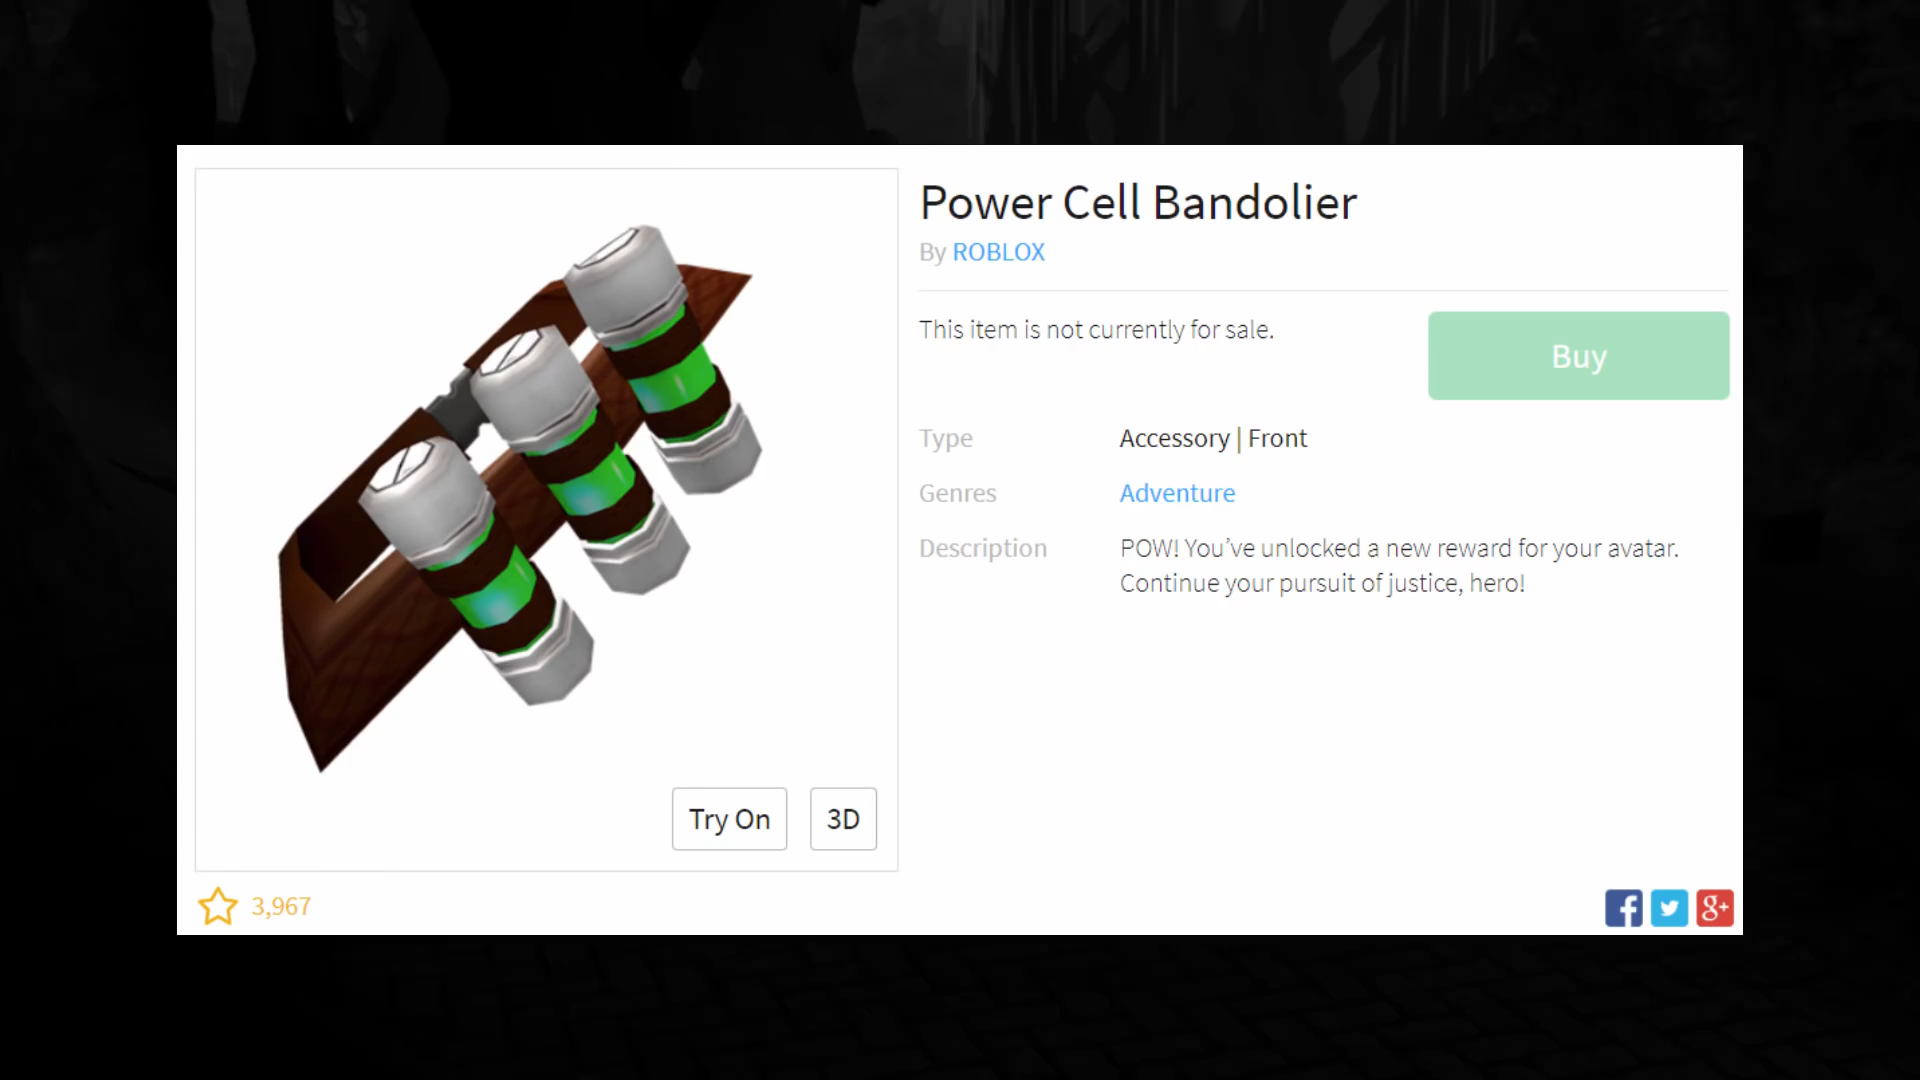 Power Cell Bandolier
By ROBLOX
This item is not currently for sale.
Buy
Type Accessory | Front
Genres Adventure
Description POW! You’ve unlocked a new reward for your avatar.
Continue your pursuit of justice, hero!
Try On 3D
3,967
f g+